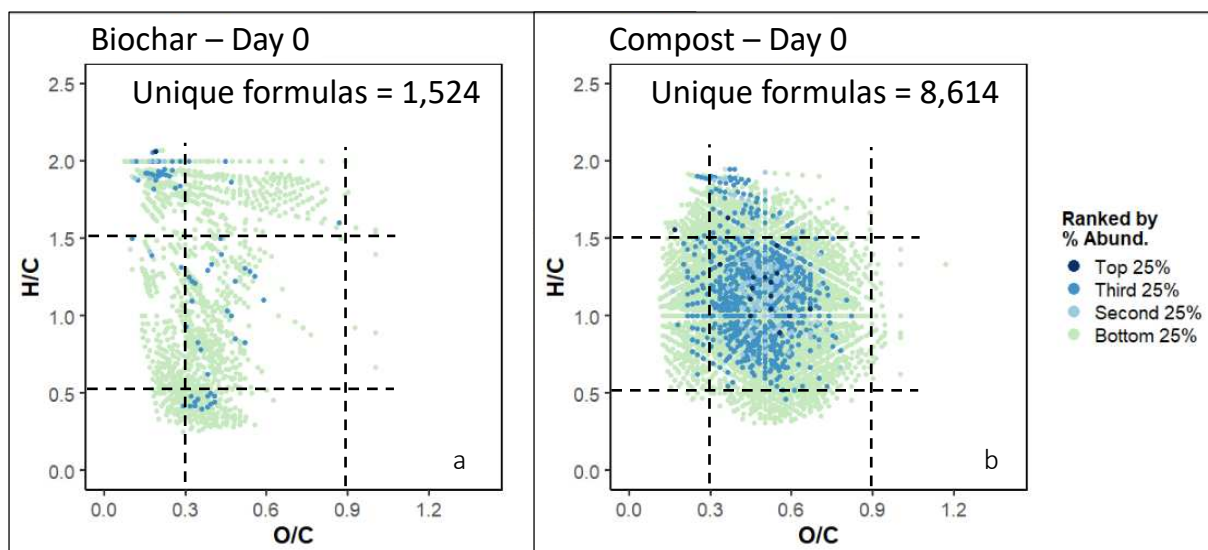 Biochar – Day 0
Unique formulas = 1,524
2.5
2.0
1.5
1.0
0.5
0.0
H/C
0.0 0.3 0.6 0.9 1.2
O/C
a
Compost – Day 0
Unique formulas = 8,614
2.5
2.0
1.5
1.0
0.5
0.0
H/C
0.0 0.3 0.6 0.9 1.2
O/C
b
Ranked by
% Abund.
Top 25%
Third 25%
Second 25%
Bottom 25%